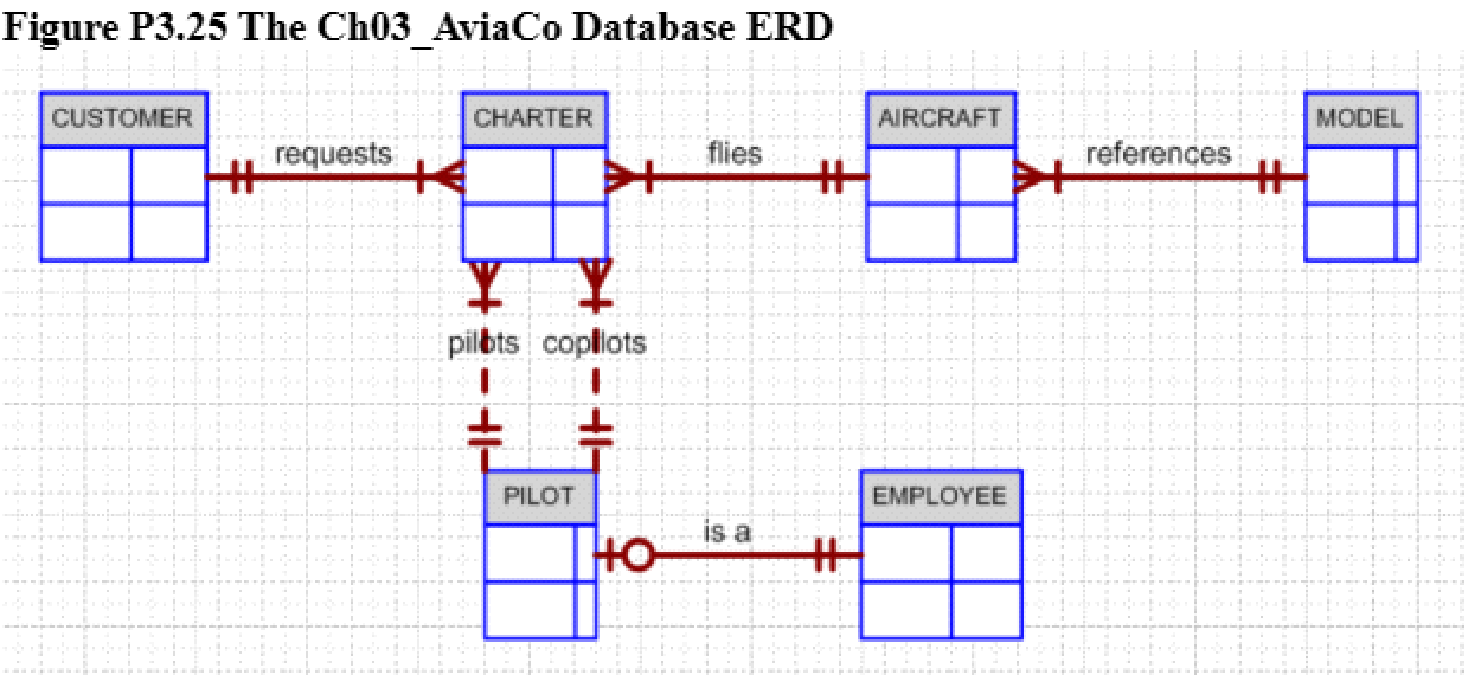 Figure P3.25 The Ch03_AviaCo Database ERD
CUSTOMER
requests
CHARTER
flies
AIRCRAFT
references
MODEL
pilots
copilots
PILOT
is a
EMPLOYEE